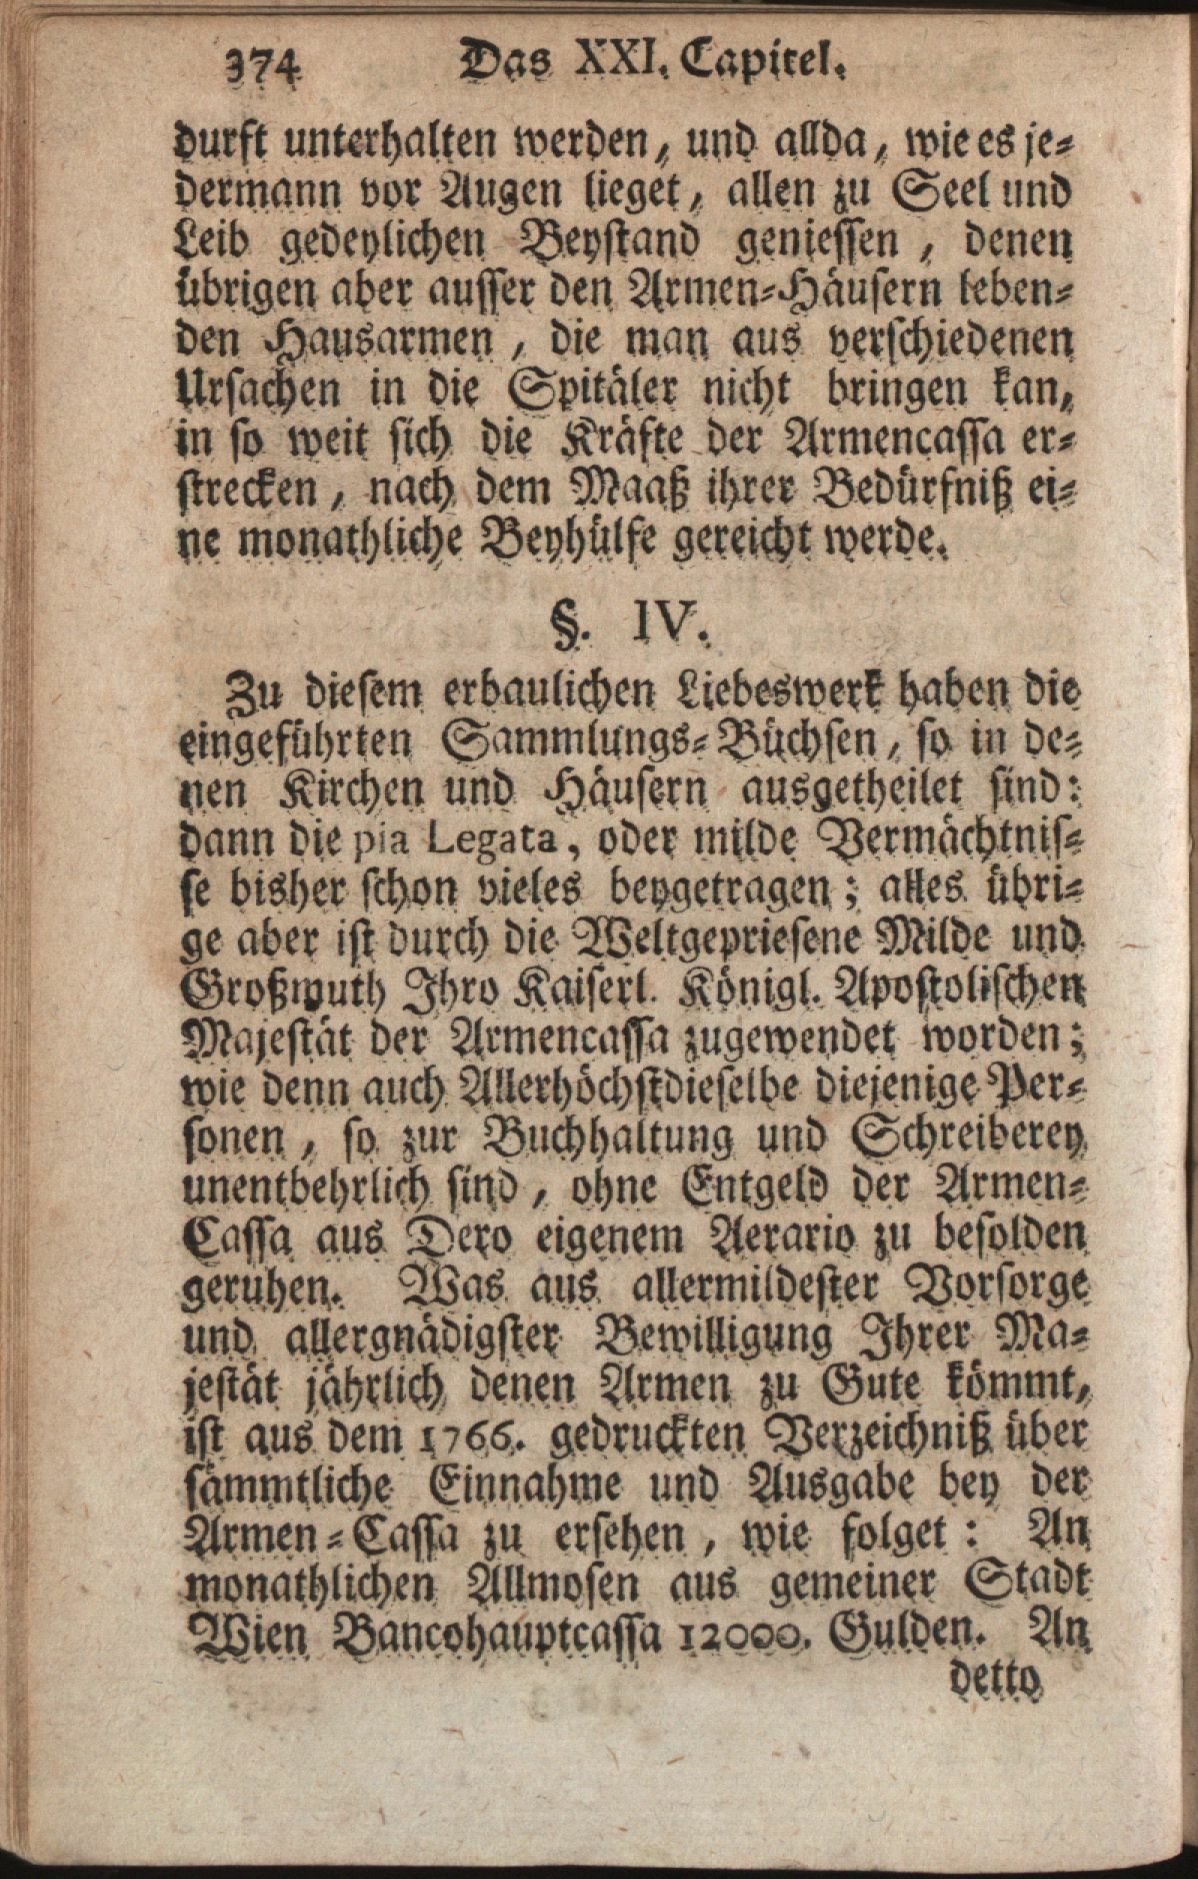 374 Das XXI. Capitel.
durft unterhalten werden, und allda, wie es je-
dermann vor Augen lieget, allen zu Seel und
Leib gedeylichen Beystand geniessen, denen
übrigen aber ausser den Armen-Häusern leben-
den Hausarmen, die man aus verschiedenen
Ursachen in die Spitäler nicht bringen kan,
in so weit sich die Kräfte der Armencassa er-
strecken, nach dem Maaß ihrer Bedürfniß ei-
ne monathliche Beyhülfe gereicht werde.
§. IV.
Zu diesem erbaulichen Liebeswerk haben die
eingeführten Sammlungs-Büchsen, so in de-
nen Kirchen und Häusern ausgetheilet sind:
dann die pia Legata, oder milde Vermächtnis-
se bisher schon vieles beygetragen; alles übri-
ge aber ist durch die Weltgepriesene Milde und
Großmuth Ihro Kaiserl. Königl. Apostolischen
Majestät der Armencassa zugewendet worden;
wie denn auch Allerhöchstdieselbe diejenige Per-
sonen, so zur Buchhaltung und Schreiberey
unentbehrlich sind, ohne Entgeld der Armen-
Cassa aus Dero eigenem Aerario zu besolden
geruhen. Was aus allermildester Vorsorge
und allergnädigster Bewilligung Ihrer Ma-
jestät jährlich denen Armen zu Gute kömmt,
ist aus dem 1766. gedruckten Verzeichniß über
sämmtliche Einnahme und Ausgabe bey der
Armen-Cassa zu ersehen, wie folget: An
monathlichen Allmosen aus gemeiner Stadt
Wien Bancohauptcassa 12000. Gulden. An
detto